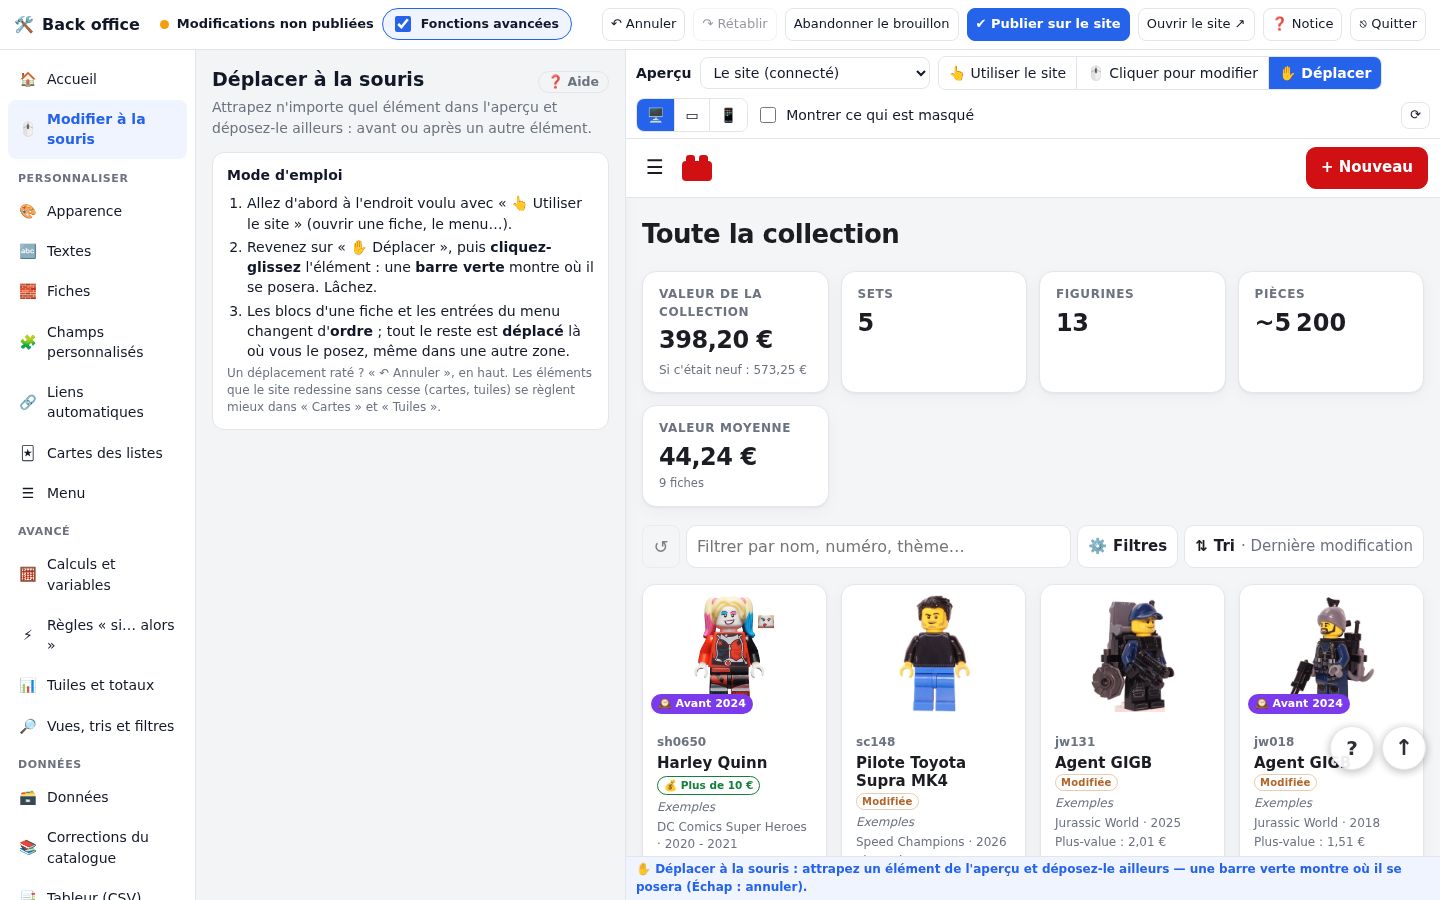 Back office
Modifications non publiées
Fonctions avancées
↶ Annuler
↷ Rétablir
Abandonner le brouillon
✔ Publier sur le site
Ouvrir le site ↗
❓ Notice
⎋ Quitter
Accueil
Modifier à la
souris
PERSONNALISER
Apparence
Textes
Fiches
Champs
personnalisés
Liens
automatiques
Cartes des listes
Menu
AVANCÉ
Calculs et
variables
Règles « si… alors
»
Tuiles et totaux
Vues, tris et filtres
DONNÉES
Données
Corrections du
catalogue
Tableur (CSV)
Déplacer à la souris
❓ Aide
Attrapez n'importe quel élément dans l'aperçu et
déposez-le ailleurs : avant ou après un autre élément.
Mode d'emploi
1. Allez d'abord à l'endroit voulu avec « 👆 Utiliser
le site » (ouvrir une fiche, le menu…).
2. Revenez sur « ✋ Déplacer », puis cliquez-
glissez l'élément : une barre verte montre où il
se posera. Lâchez.
3. Les blocs d'une fiche et les entrées du menu
changent d'ordre ; tout le reste est déplacé là
où vous le posez, même dans une autre zone.
Un déplacement raté ? « ↶ Annuler », en haut. Les éléments
que le site redessine sans cesse (cartes, tuiles) se règlent
mieux dans « Cartes » et « Tuiles ».
Aperçu
Le site (connecté)
👆 Utiliser le site
🖱️ Cliquer pour modifier
✋ Déplacer
Montrer ce qui est masqué
+ Nouveau
Toute la collection
VALEUR DE LA
COLLECTION
398,20 €
Si c'était neuf : 573,25 €
SETS
5
FIGURINES
13
PIÈCES
~5 200
VALEUR MOYENNE
44,24 €
9 fiches
Filtrer par nom, numéro, thème…
⚙️ Filtres
⇅ Tri · Dernière modification
Avant 2024
sh0650
Harley Quinn
💰 Plus de 10 €
Exemples
DC Comics Super Heroes
· 2020 - 2021
sc148
Pilote Toyota
Supra MK4
Modifiée
Exemples
Speed Champions · 2026
jw131
Agent GIGB
Modifiée
Exemples
Jurassic World · 2025
Plus-value : 2,01 €
Avant 2024
jw018
Agent GIGB
Modifiée
Exemples
Jurassic World · 2018
Plus-value : 1,51 €
?
↑
✋ Déplacer à la souris : attrapez un élément de l'aperçu et déposez-le ailleurs — une barre verte montre où il se
posera (Échap : annuler).